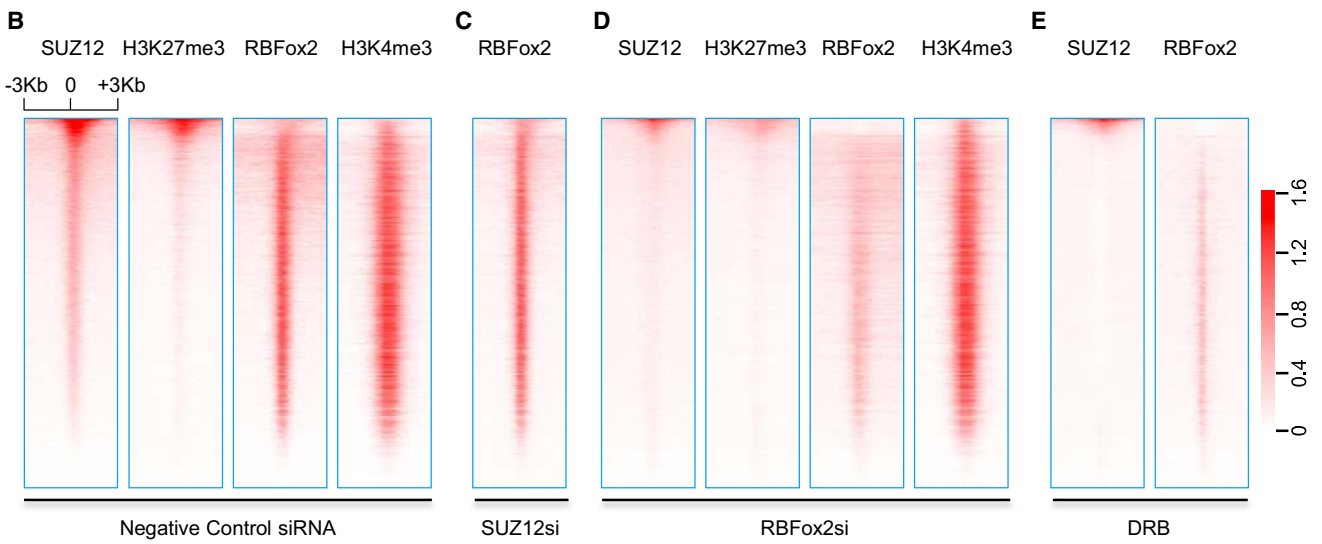 B C D E
SUZ12 H3K27me3 RBFox2 H3K4me3 RBFox2 SUZ12 H3K27me3 RBFox2 H3K4me3 SUZ12 RBFox2
-3Kb 0 +3Kb
1.6
1.2
0.8
0.4
0
Negative Control siRNA SUZ12si RBFox2si DRB